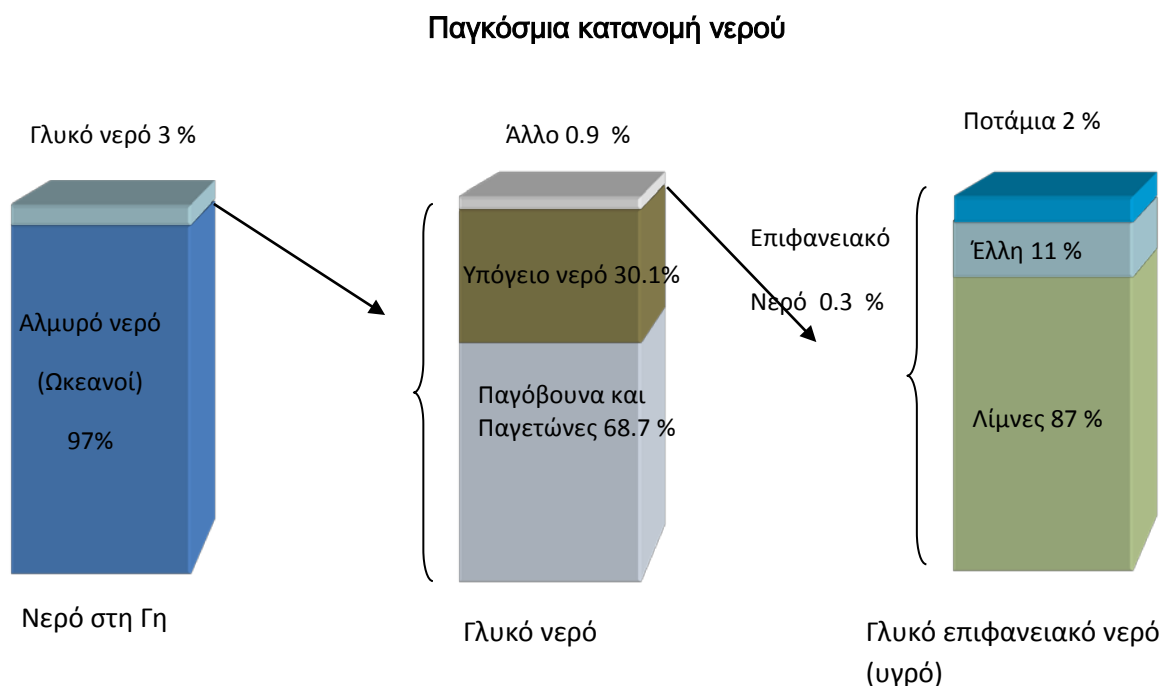 Παγκόσμια κατανομή νερού
Γλυκό νερό 3 %
Αλμυρό νερό
(Ωκεανοί)
97%
Νερό στη Γη
Άλλο 0.9 %
Υπόγειο νερό 30.1%
Παγόβουνα και
Παγετώνες 68.7 %
Γλυκό νερό
Επιφανειακό
Νερό 0.3 %
Ποτάμια 2 %
Έλλη 11 %
Λίμνες 87 %
Γλυκό επιφανειακό νερό
(υγρό)